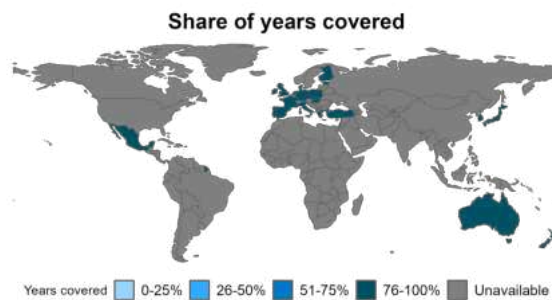 Share of years covered
Years covered 0-25% 26-50% 51-75% 76-100% Unavailable